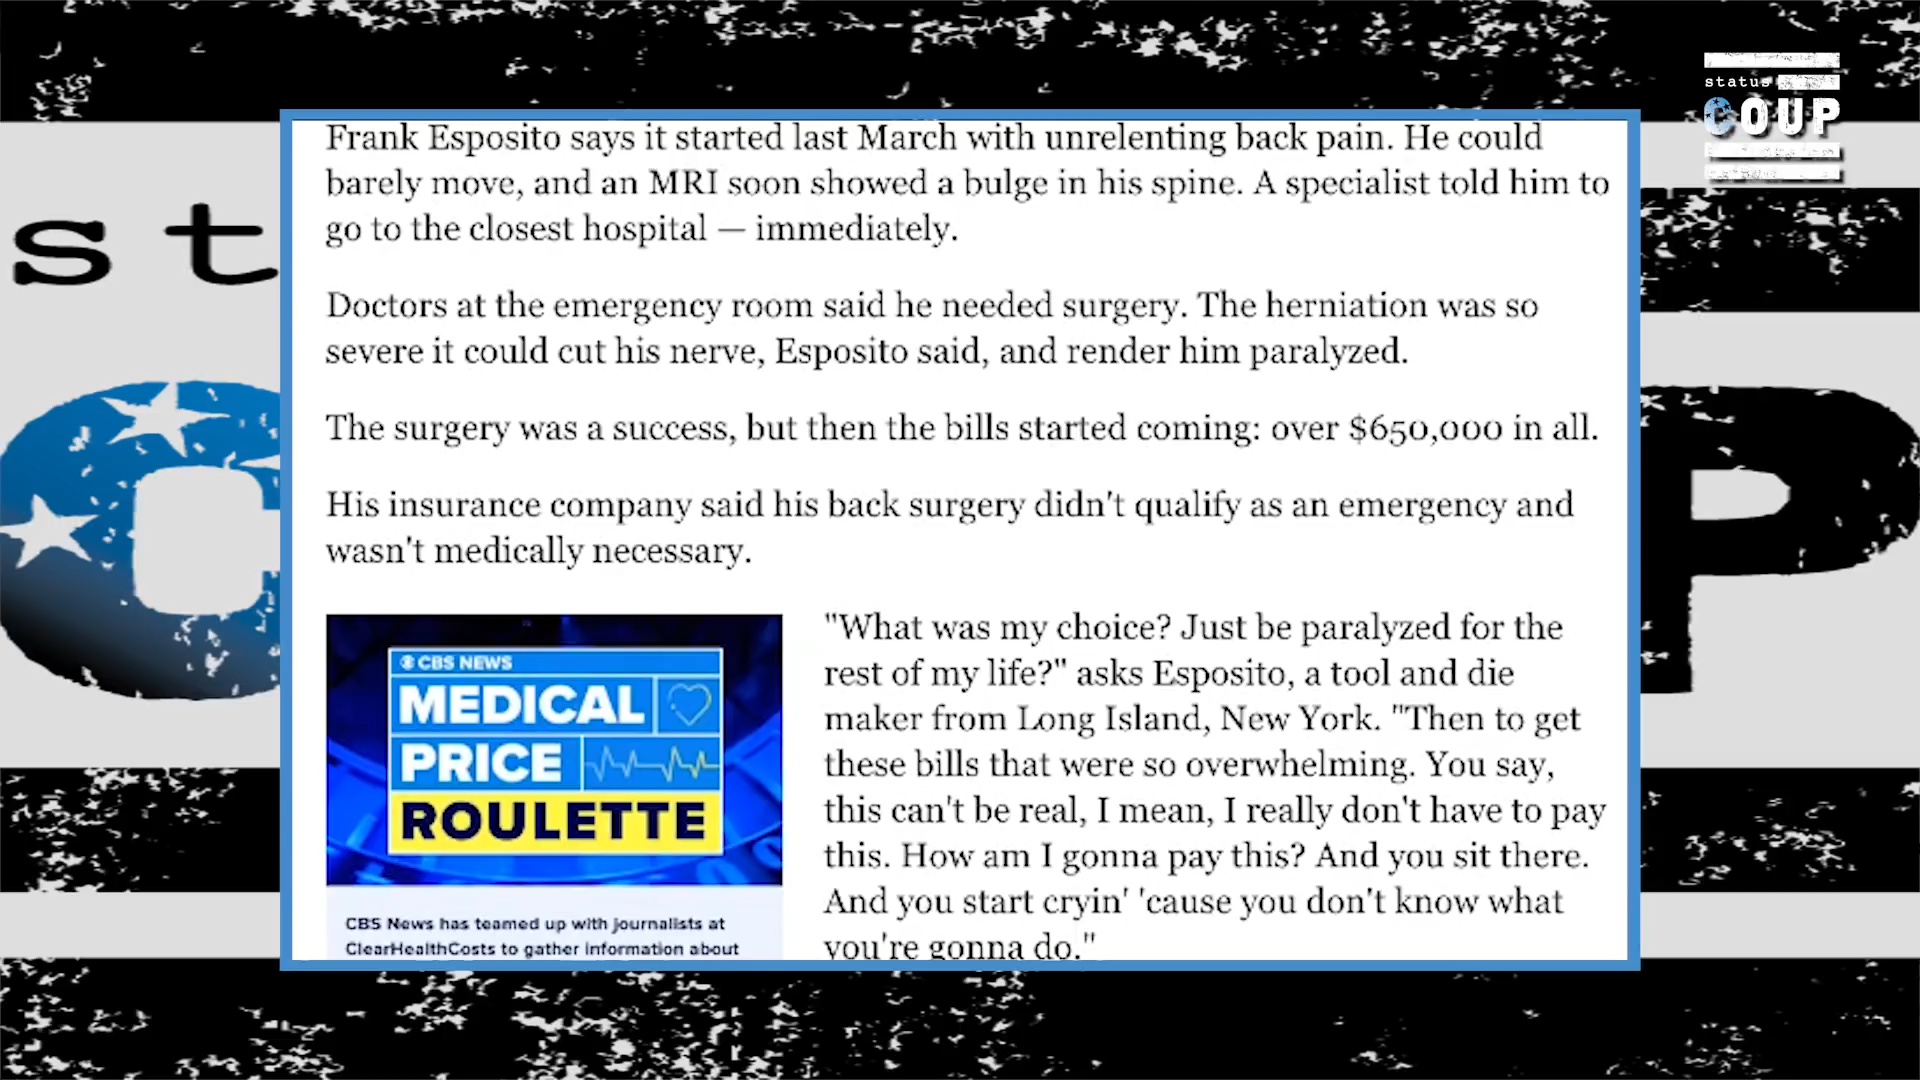 status
COUP
st
C
P
Frank Esposito says it started last March with unrelenting back pain. He could
barely move, and an MRI soon showed a bulge in his spine. A specialist told him to
go to the closest hospital — immediately.
Doctors at the emergency room said he needed surgery. The herniation was so
severe it could cut his nerve, Esposito said, and render him paralyzed.
The surgery was a success, but then the bills started coming: over $650,000 in all.
His insurance company said his back surgery didn't qualify as an emergency and
wasn't medically necessary.
CBS NEWS
MEDICAL
PRICE
ROULETTE
CBS News has teamed up with journalists at
ClearHealthCosts to gather information about
"What was my choice? Just be paralyzed for the
rest of my life?" asks Esposito, a tool and die
maker from Long Island, New York. "Then to get
these bills that were so overwhelming. You say,
this can't be real, I mean, I really don't have to pay
this. How am I gonna pay this? And you sit there.
And you start cryin' 'cause you don't know what
you're gonna do."